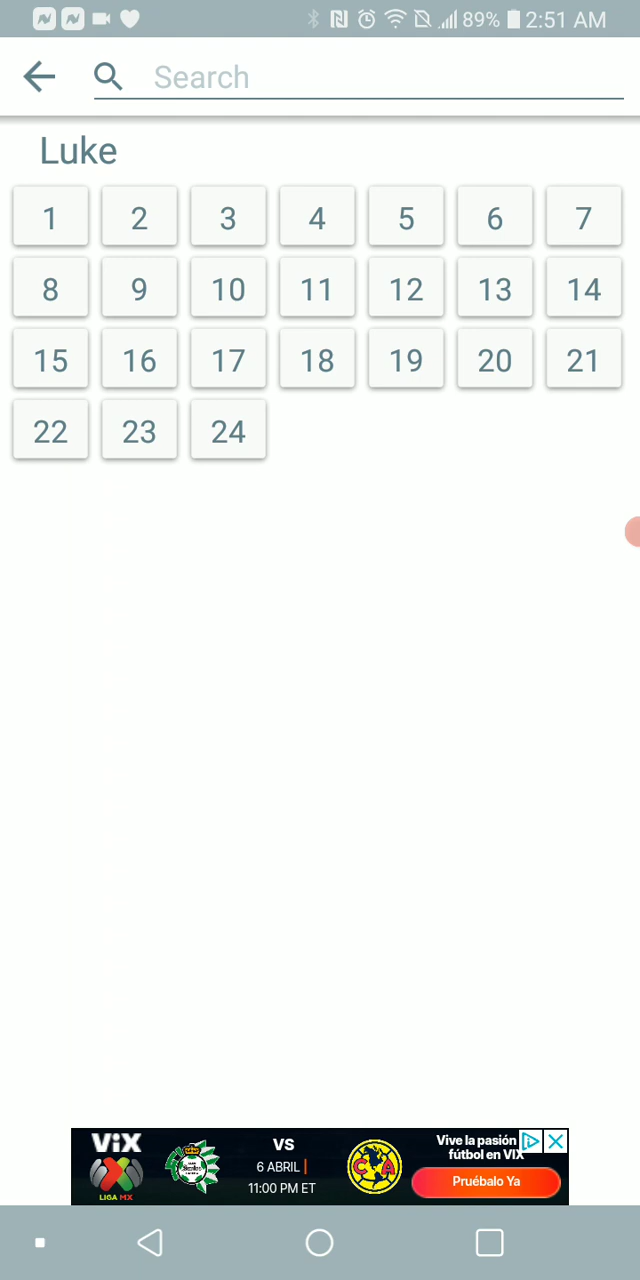 89% 2:51 AM
Search
Luke
1 2 3 4 5 6 7
8 9 10 11 12 13 14
15 16 17 18 19 20 21
22 23 24
ViX
LIGA MX
VS
6 ABRIL
11:00 PM ET
C A
Vive la pasión
fútbol en VIX
Pruébalo Ya